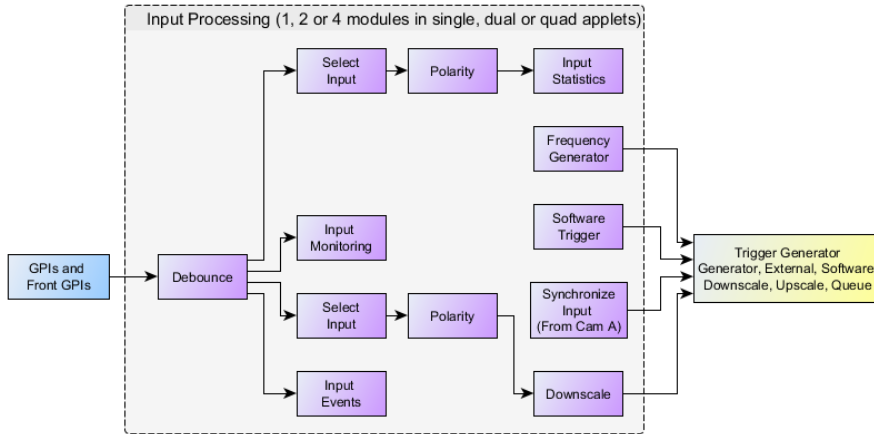 Input Processing (1, 2 or 4 modules in single, dual or quad applets)
Select
Input
Polarity
Input
Statistics
Frequency
Generator
Input
Monitoring
Software
Trigger
GPIs and
Front GPIs
Debounce
Select
Input
Polarity
Synchronize
Input
(From Cam A)
Trigger Generator
Generator, External, Software
Downscale, Upscale, Queue
Input
Events
Downscale